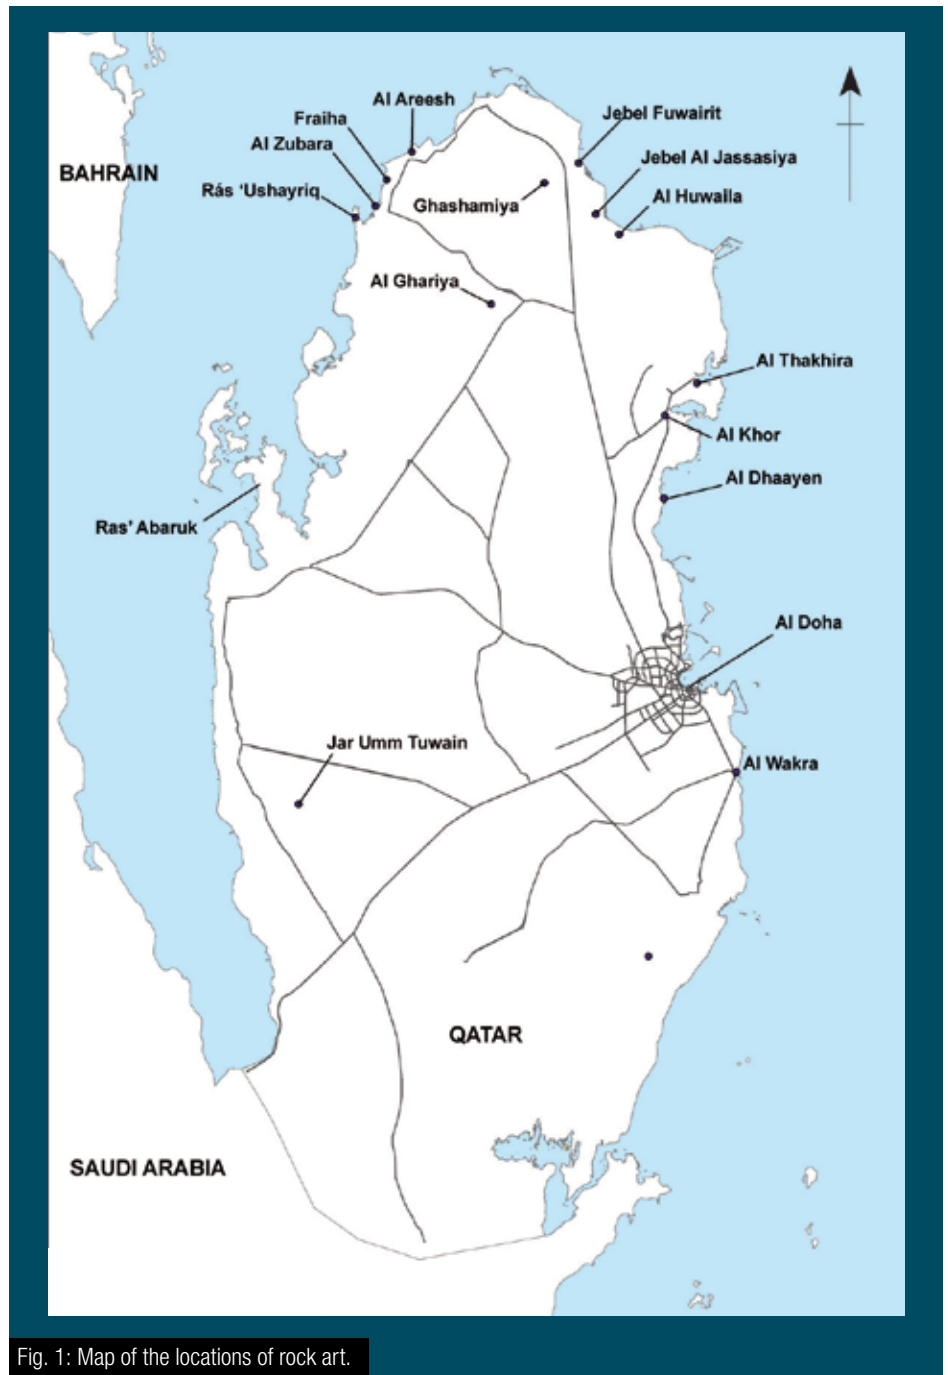 Al Areesh
Fraiha
Jebel Fuwairit
Al Zubara
BAHRAIN
Jebel Al Jassasiya
Rás ‘Ushayriq
Ghashamiya
Al Huwaila
Al Ghariya
Al Thakhira
Al Khor
Al Dhaayen
Ras’ Abaruk
Al Doha
Jar Umm Tuwain
Al Wakra
QATAR
SAUDI ARABIA
Fig. 1: Map of the locations of rock art.